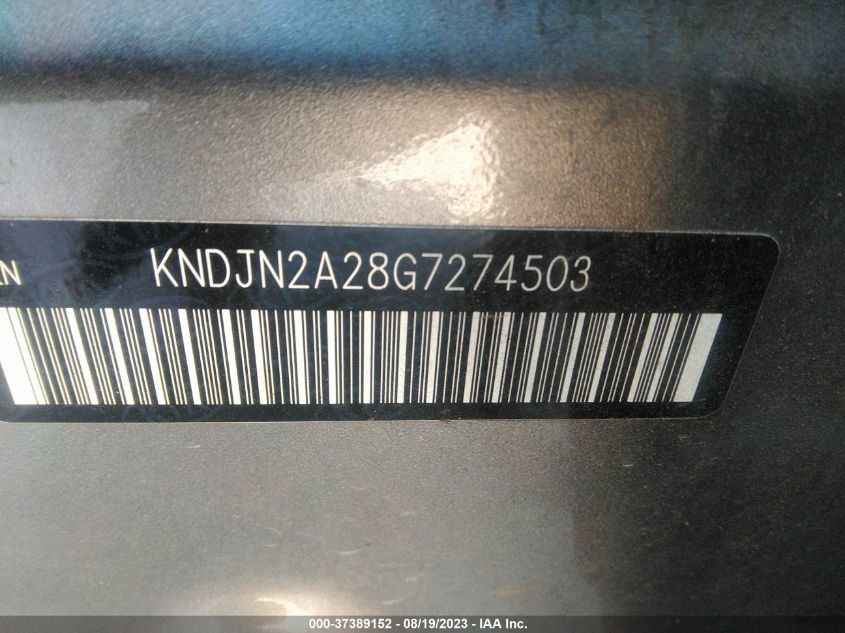 KNDJN2A28G7274503
000-37389152 - 08/19/2023 - IAA Inc.